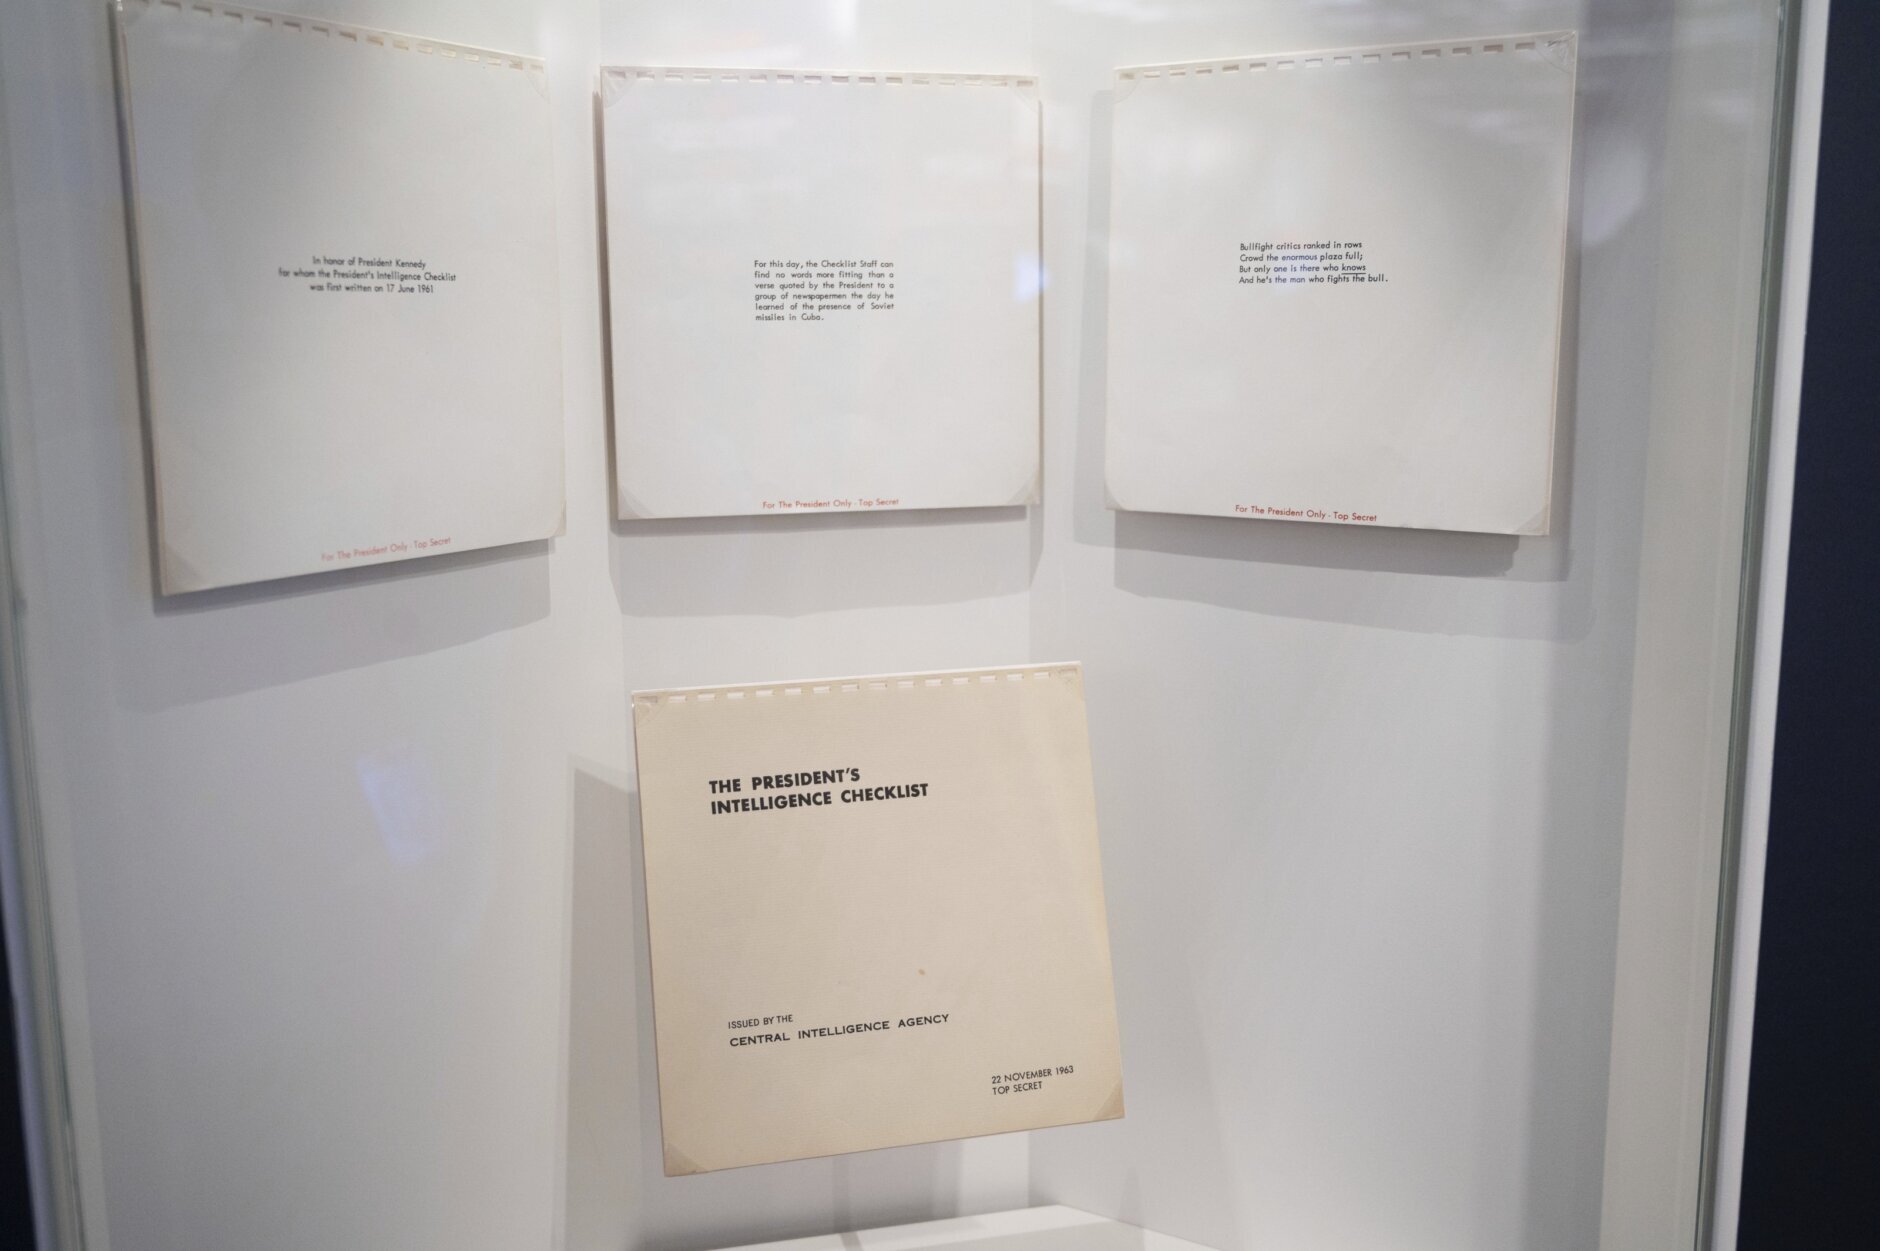 In honor of President Kennedy
for whom the President's Intelligence Checklist
was first written on 17 June 1961
For The President Only - Top Secret
For this day, the Checklist Staff can
find no words more fitting than a
verse quoted by the President to a
group of newspapermen the day he
learned of the presence of Soviet
missiles in Cuba.
For The President Only - Top Secret
Bullfight critics ranked in rows
Crowd the enormous plaza full;
But only one is there who knows
And he's the man who fights the bull.
For The President Only - Top Secret
THE PRESIDENT'S
INTELLIGENCE CHECKLIST
ISSUED BY THE
CENTRAL INTELLIGENCE AGENCY
22 NOVEMBER 1963
TOP SECRET